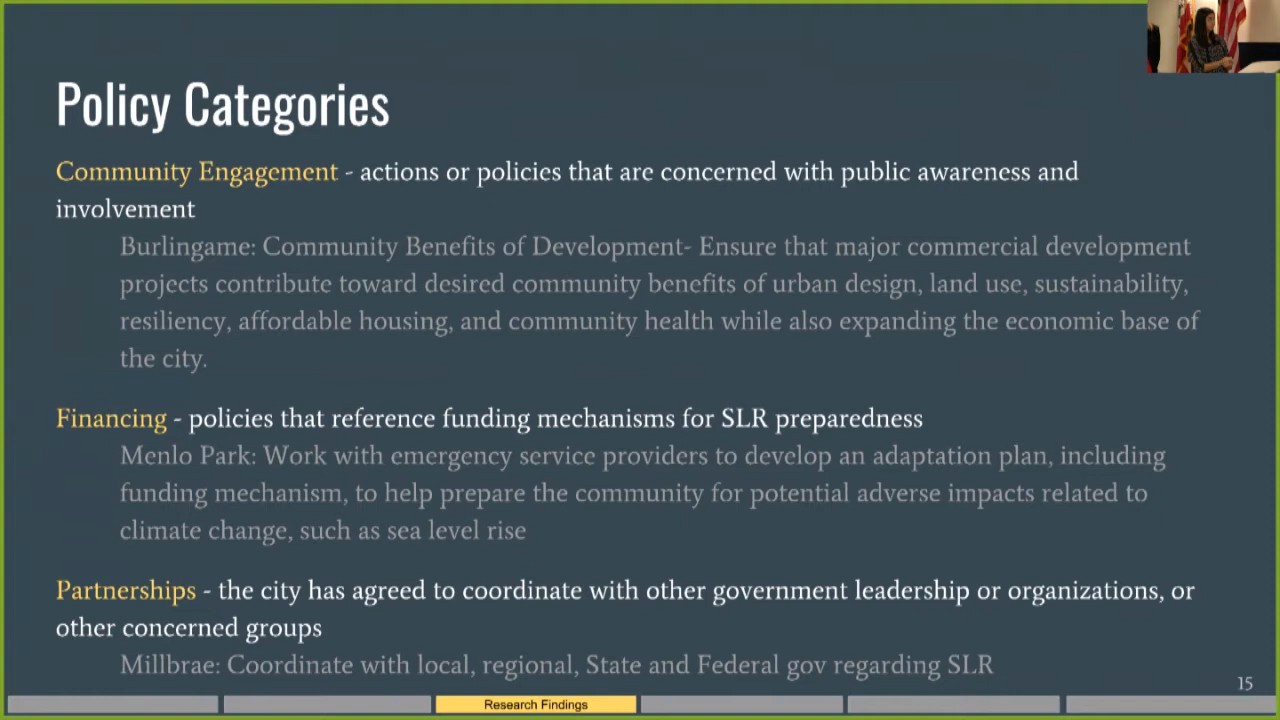 Policy Categories
Community Engagement - actions or policies that are concerned with public awareness and
involvement
Burlingame: Community Benefits of Development- Ensure that major commercial development
projects contribute toward desired community benefits of urban design, land use, sustainability,
resiliency, affordable housing, and community health while also expanding the economic base of
the city.
Financing - policies that reference funding mechanisms for SLR preparedness
Menlo Park: Work with emergency service providers to develop an adaptation plan, including
funding mechanism, to help prepare the community for potential adverse impacts related to
climate change, such as sea level rise
Partnerships - the city has agreed to coordinate with other government leadership or organizations, or
other concerned groups
Millbrae: Coordinate with local, regional, State and Federal gov regarding SLR
15
Research Findings